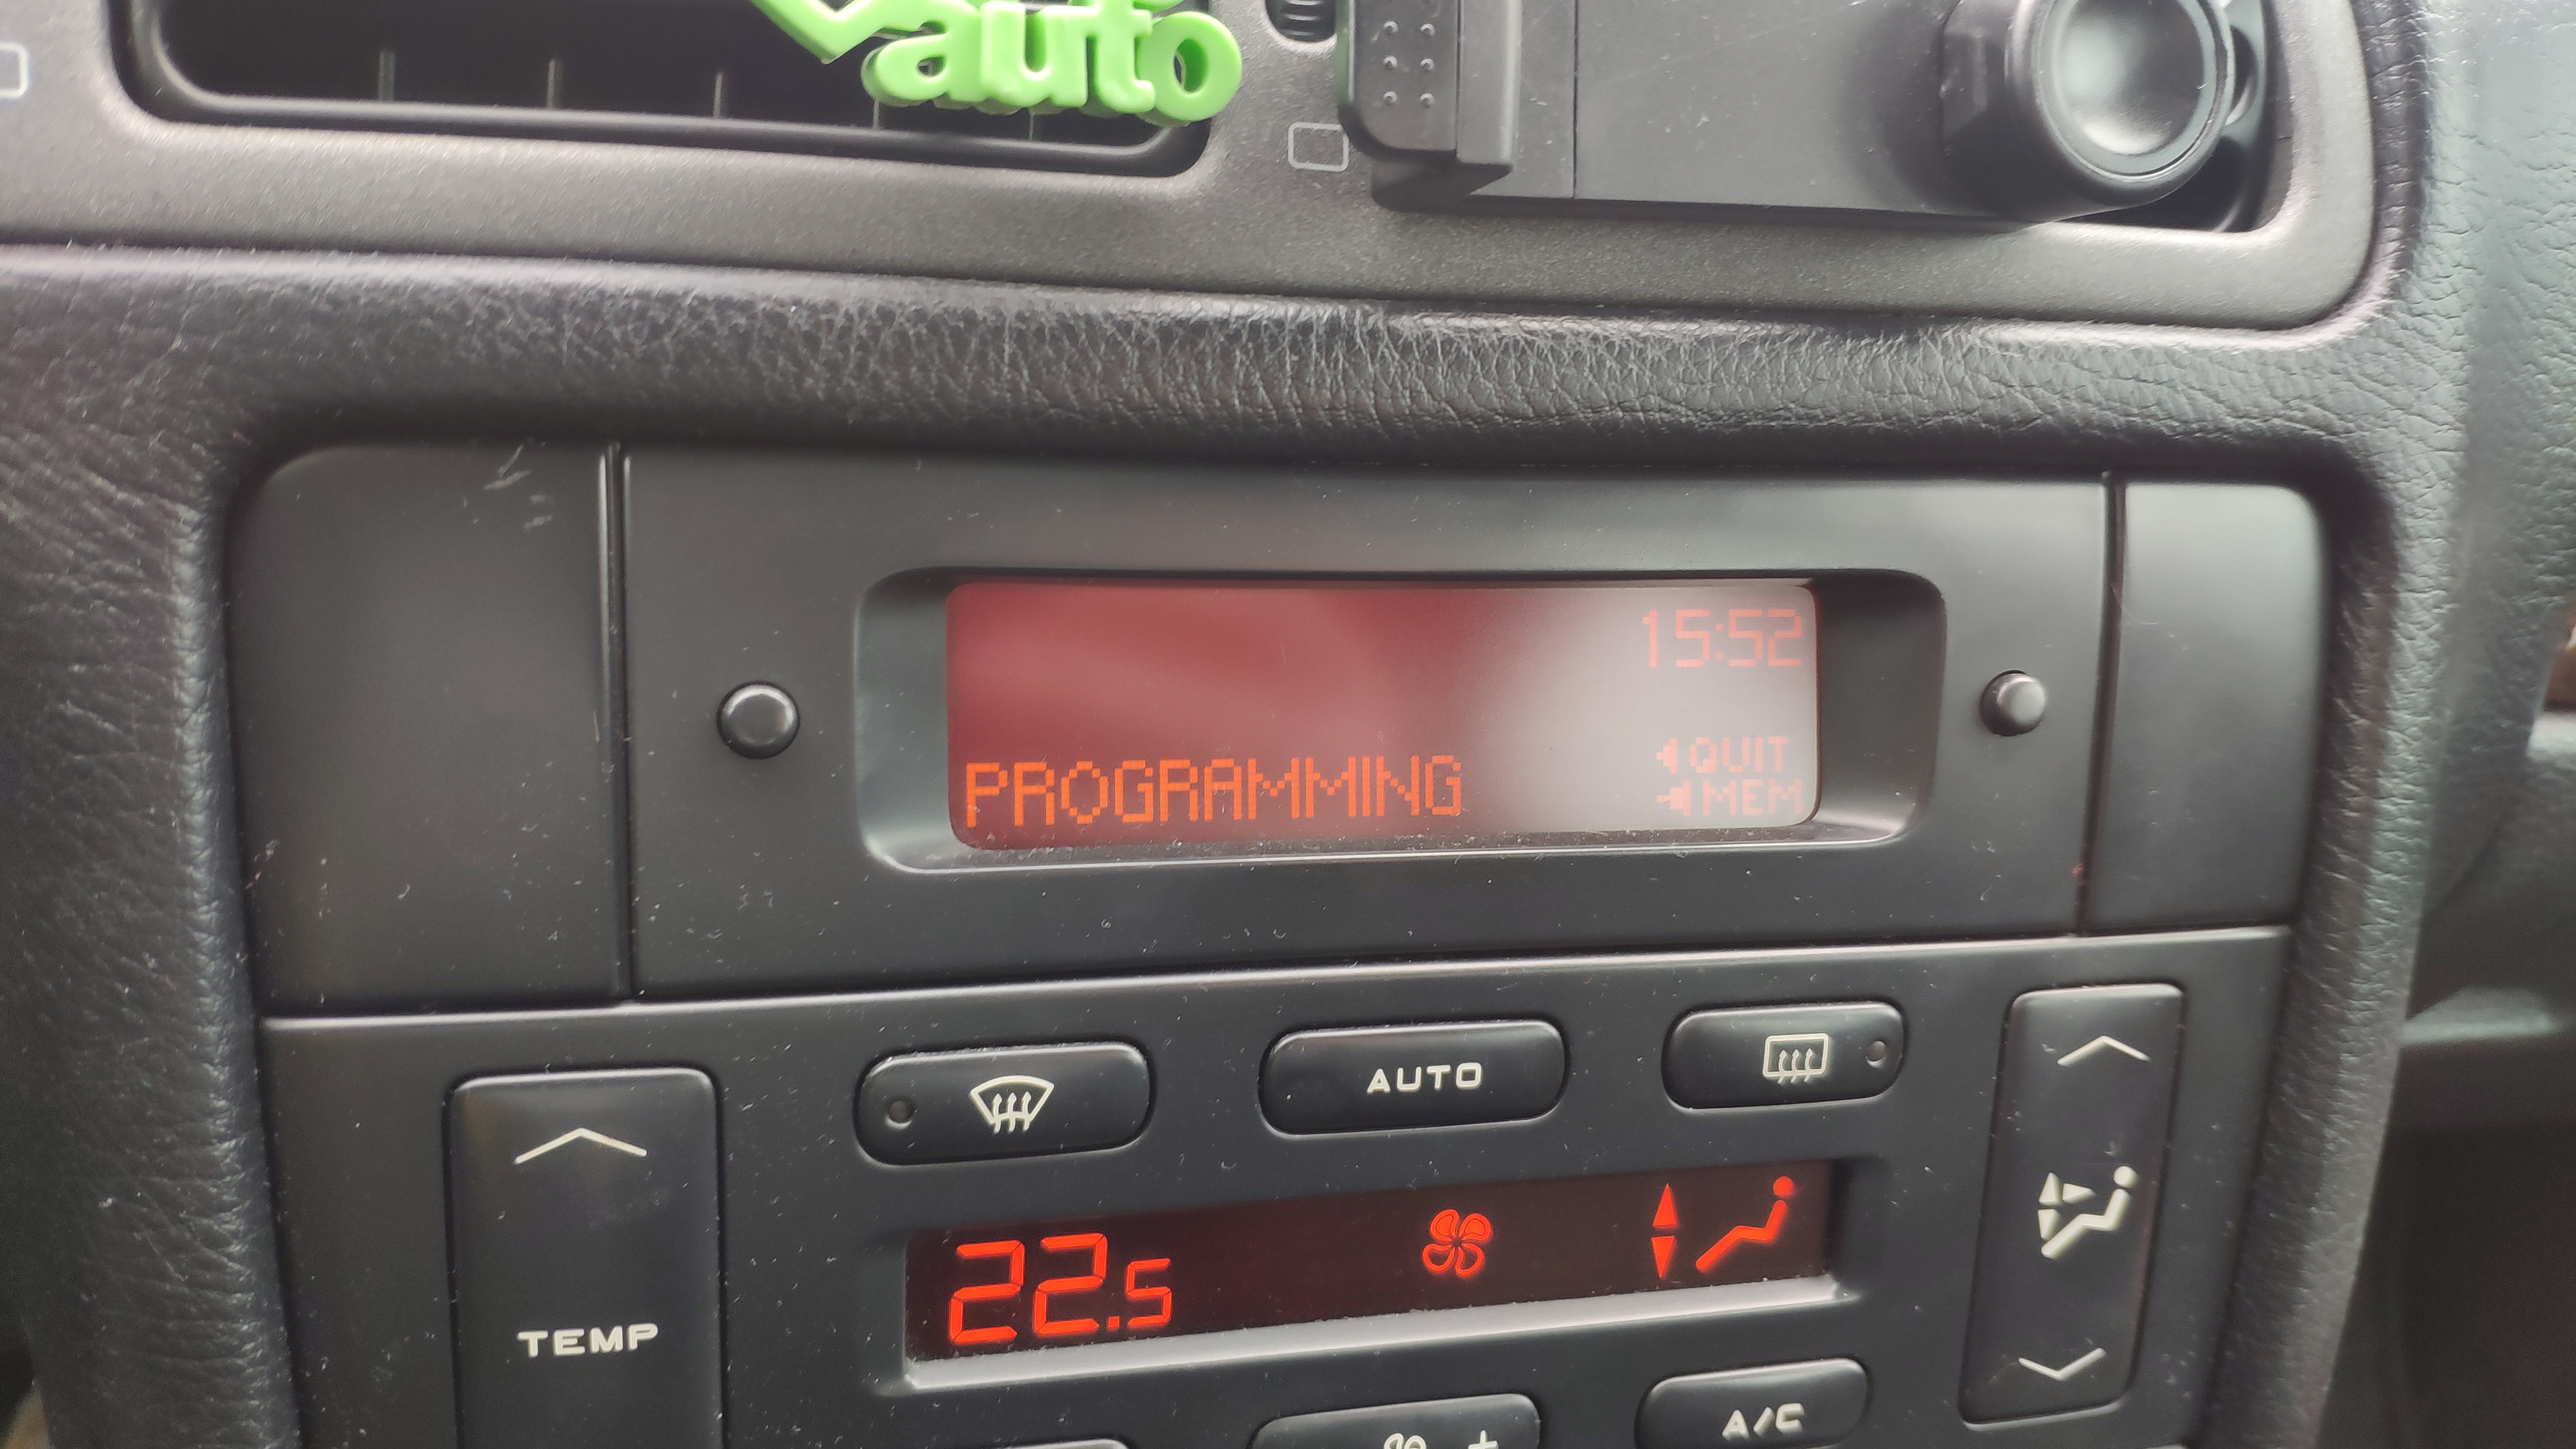 auto
15:52
QUIT
PROGRAMMING
MEM
AUTO
22.5
TEMP
A/C
+